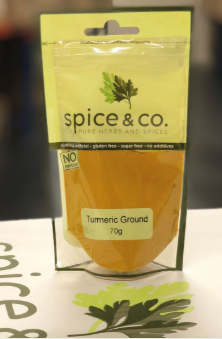 spice & co.
PURE HERBS AND SPICES
- gluten free - sugar free - no additives
NO
Turmeric Ground
70g
spice &